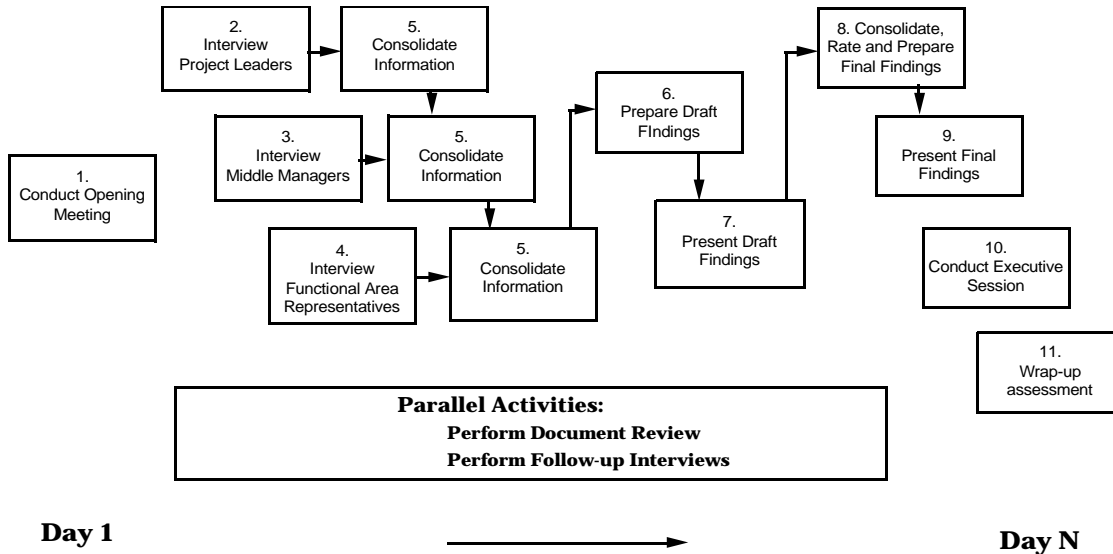 2.
Interview
Project Leaders
5.
Consolidate
Information
8. Consolidate,
Rate and Prepare
Final Findings
6.
Prepare Draft
FIndings
3.
Interview
Middle Managers
5.
Consolidate
Information
9.
Present Final
Findings
1.
Conduct Opening
Meeting
7.
Present Draft
Findings
4.
Interview
Functional Area
Representatives
5.
Consolidate
Information
10.
Conduct Executive
Session
11.
Wrap-up
assessment
Parallel Activities:
Perform Document Review
Perform Follow-up Interviews
Day 1
Day N